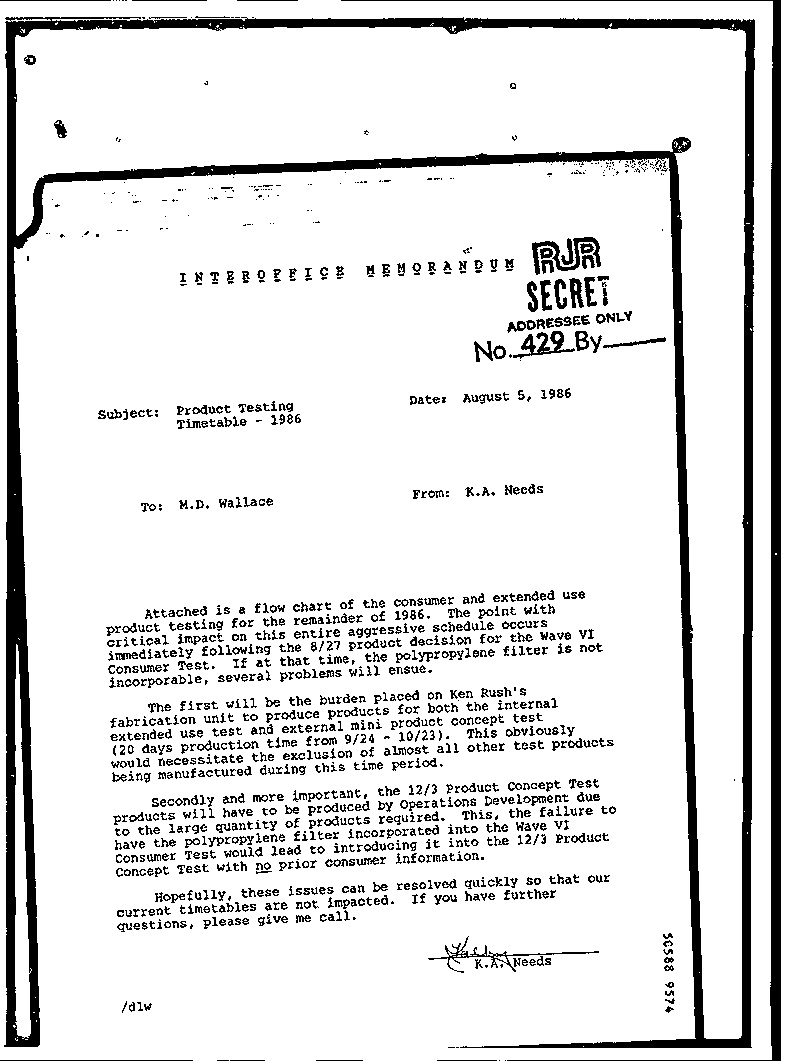 INTEROFFICE MEMORANDUM
RJR
SECRET
ADDRESSEE ONLY
No. 429 By
Subject: Product Testing
Timetable - 1986
Date: August 5, 1986
To: M.D. Wallace
From: K.A. Needs
Attached is a flow chart of the consumer and extended use
product testing for the remainder of 1986. The point with
critical impact on this entire aggressive schedule occurs
immediately following the 8/27 product decision for the Wave VI
Consumer Test. If at that time, the polypropylene filter is not
incorporable, several problems will ensue.
The first will be the burden placed on Ken Rush's
fabrication unit to produce products for both the internal
extended use test and external mini product concept test
(20 days production time from 9/24 - 10/23). This obviously
would necessitate the exclusion of almost all other test products
being manufactured during this time period.
Secondly and more important, the 12/3 Product Concept Test
products will have to be produced by Operations Development due
to the large quantity of products required. This, the failure to
have the polypropylene filter incorporated into the Wave VI
Consumer Test would lead to introducing it into the 12/3 Product
Concept Test with no prior consumer information.
Hopefully, these issues can be resolved quickly so that our
current timetables are not impacted. If you have further
questions, please give me call.
K.A. Needs
/dlw
50588 9574